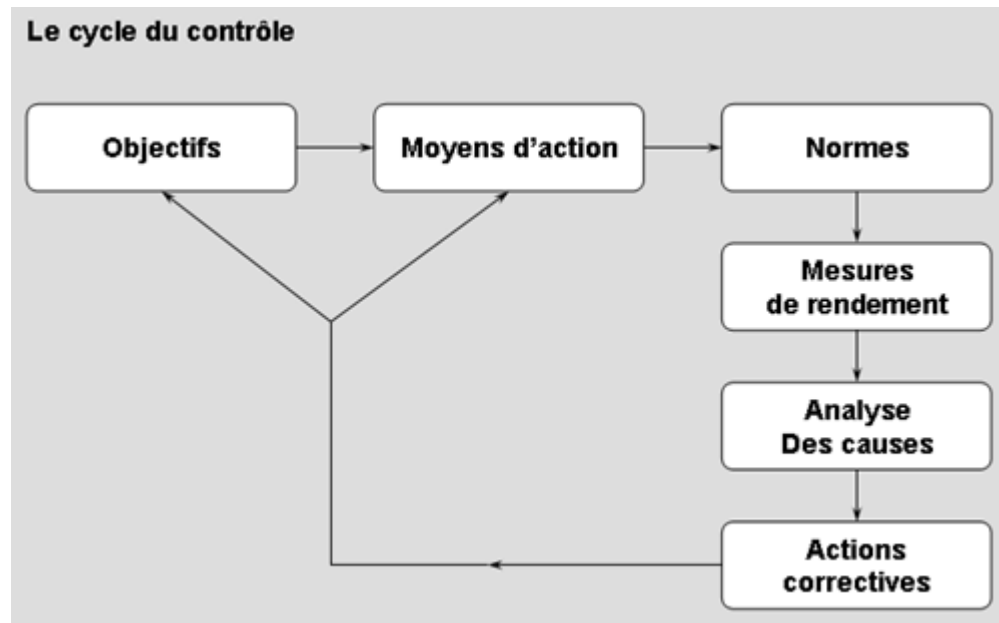 Le cycle du contrôle
Objectifs
Moyens d'action
Normes
Mesures
de rendement
Analyse
Des causes
Actions
correctives